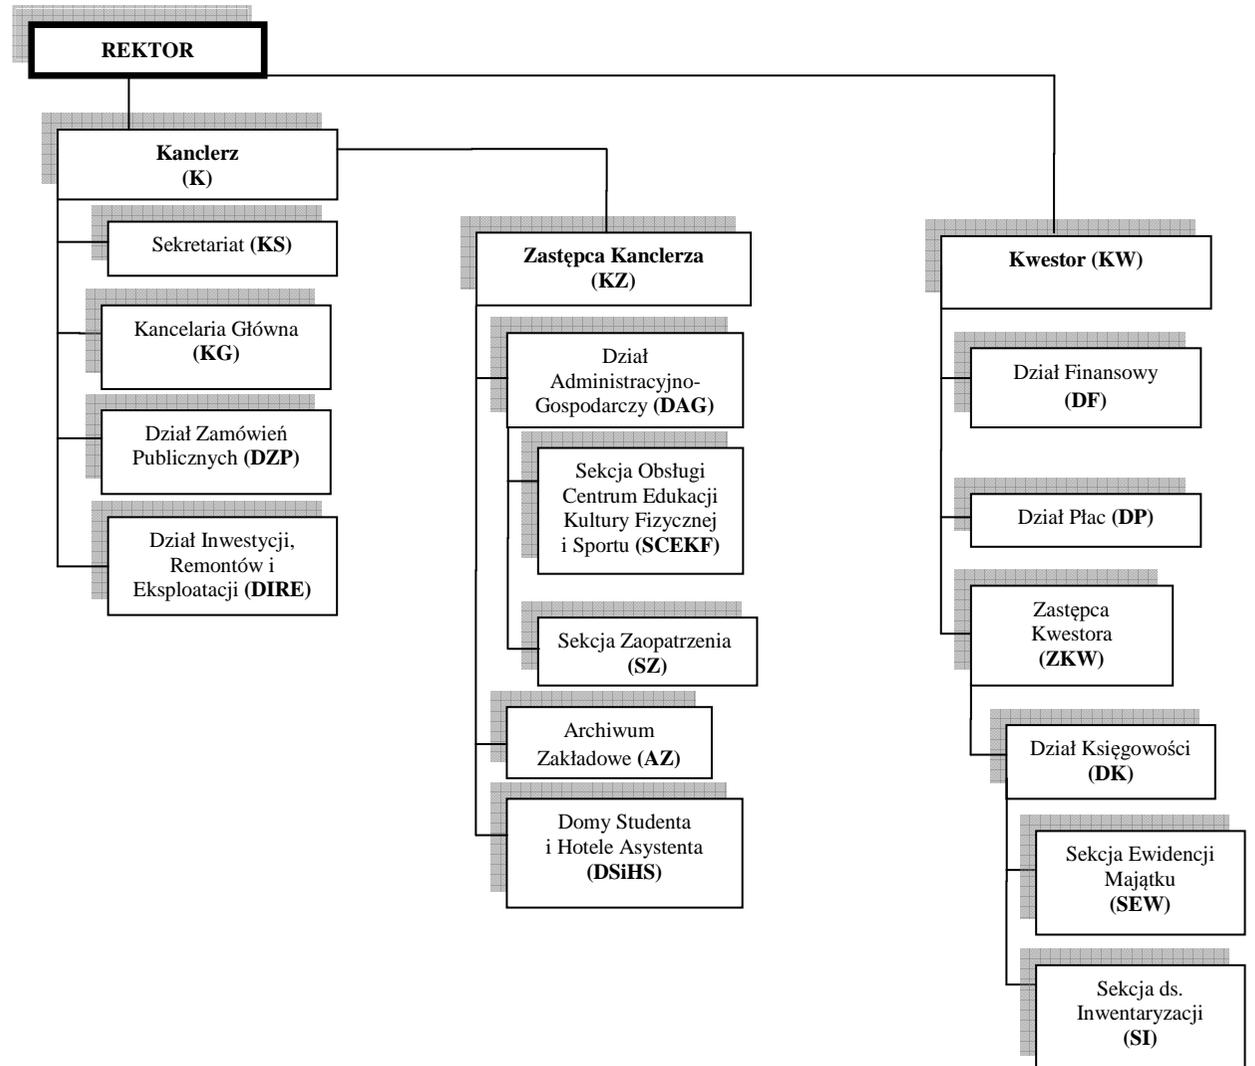 REKTOR
Kanclerz
(K)
Sekretariat (KS)
Kancelaria Główna
(KG)
Dział Zamówień
Publicznych (DZP)
Dział Inwestycji,
Remontów i
Eksploatacji (DIRE)
Zastępca Kanclerza
(KZ)
Dział
Administracyjno-
Gospodarczy (DAG)
Sekcja Obsługi
Centrum Edukacji
Kultury Fizycznej
i Sportu (SCEKF)
Sekcja Zaopatrzenia
(SZ)
Archiwum
Zakładowe (AZ)
Domy Studenta
i Hotele Asystenta
(DSiHS)
Kwestor (KW)
Dział Finansowy
(DF)
Dział Płac (DP)
Zastępca
Kwestora
(ZKW)
Dział Księgowości
(DK)
Sekcja Ewidencji
Majątku
(SEW)
Sekcja ds.
Inwentaryzacji
(SI)